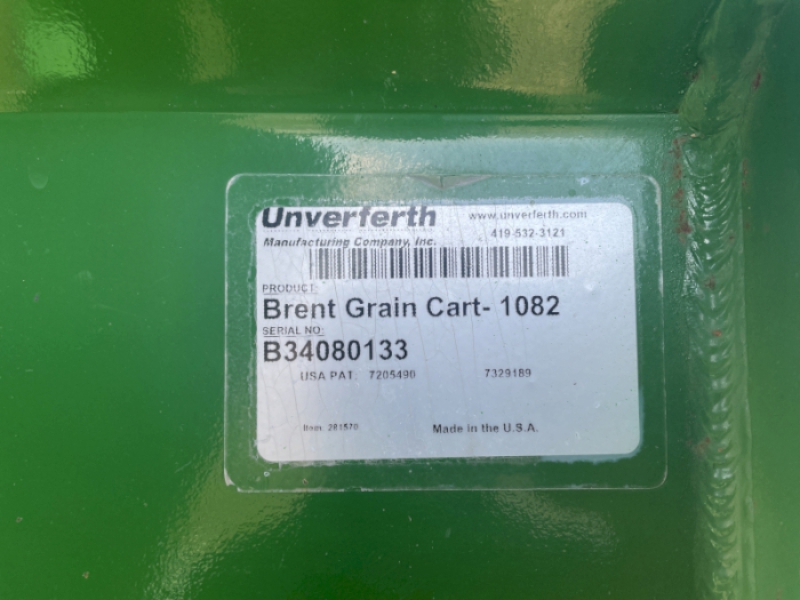 Unverferth www.unverferth.com
Manufacturing Company, Inc. 419-532-3121
PRODUCT:
Brent Grain Cart- 1082
SERIAL NO:
B34080133
USA PAT: 7205490 7329189
Item: 281570 Made in the U.S.A.